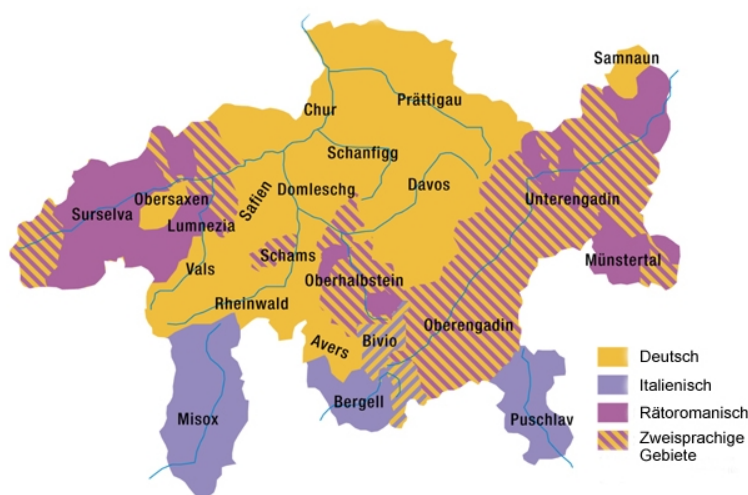 Samnaun
Prättigau
Chur
Schanfigg
Davos
Domleschg
Safien
Obersaxen
Unterengadin
Surselva
Lumnezia
Schams
Münstertal
Vals
Oberhalbstein
Rheinwald
Oberengadin
Avers
Bivio
Bergell
Misox
Puschlav
Deutsch
Italienisch
Rätoromanisch
Zweisprachige
Gebiete